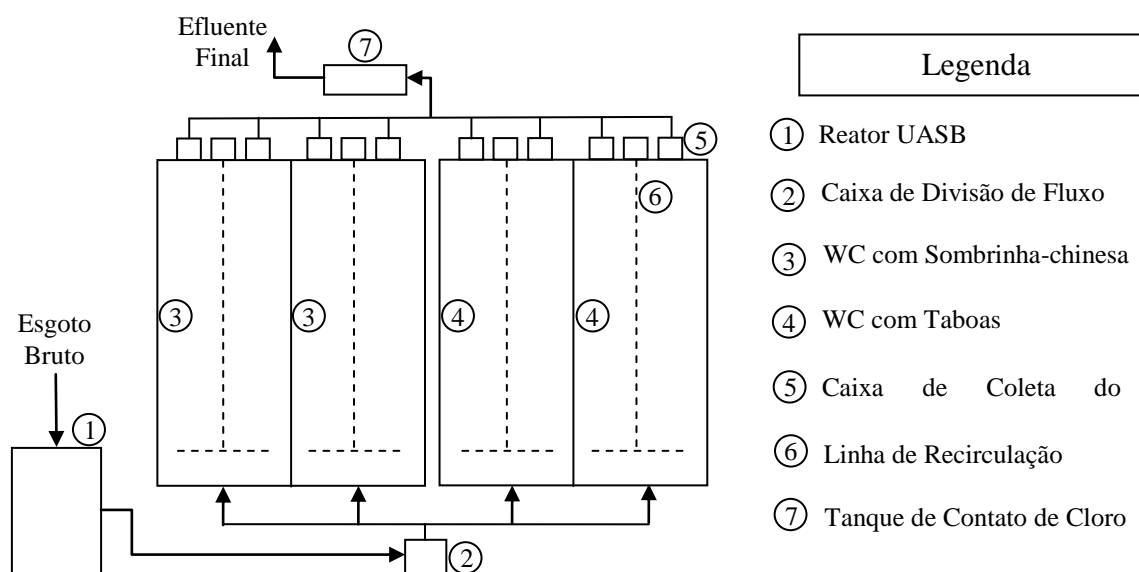 Efluente
Final
7
5
6
3
3
4
4
Esgoto
Bruto
1
2
Legenda
1 Reator UASB
2 Caixa de Divisão de Fluxo
3 WC com Sombrinha-chinesa
4 WC com Taboas
5 Caixa de Coleta do
6 Linha de Recirculação
7 Tanque de Contato de Cloro